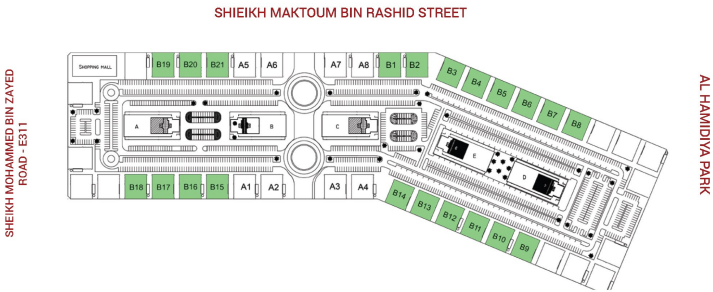 SHIEIKH MAKTOUM BIN RASHID STREET
SHEIKH MOHAMMED BIN ZAYED
ROAD - E311
SHOPPING MALL
B19 B20 B21 A5 A6 A7 A8 B1 B2
B3 B4 B5 B6 B7 B8
A B C
E D
B18 B17 B16 B15 A1 A2 A3 A4
B14 B13 B12 B11 B10 B9
AL HAMIDIYA PARK